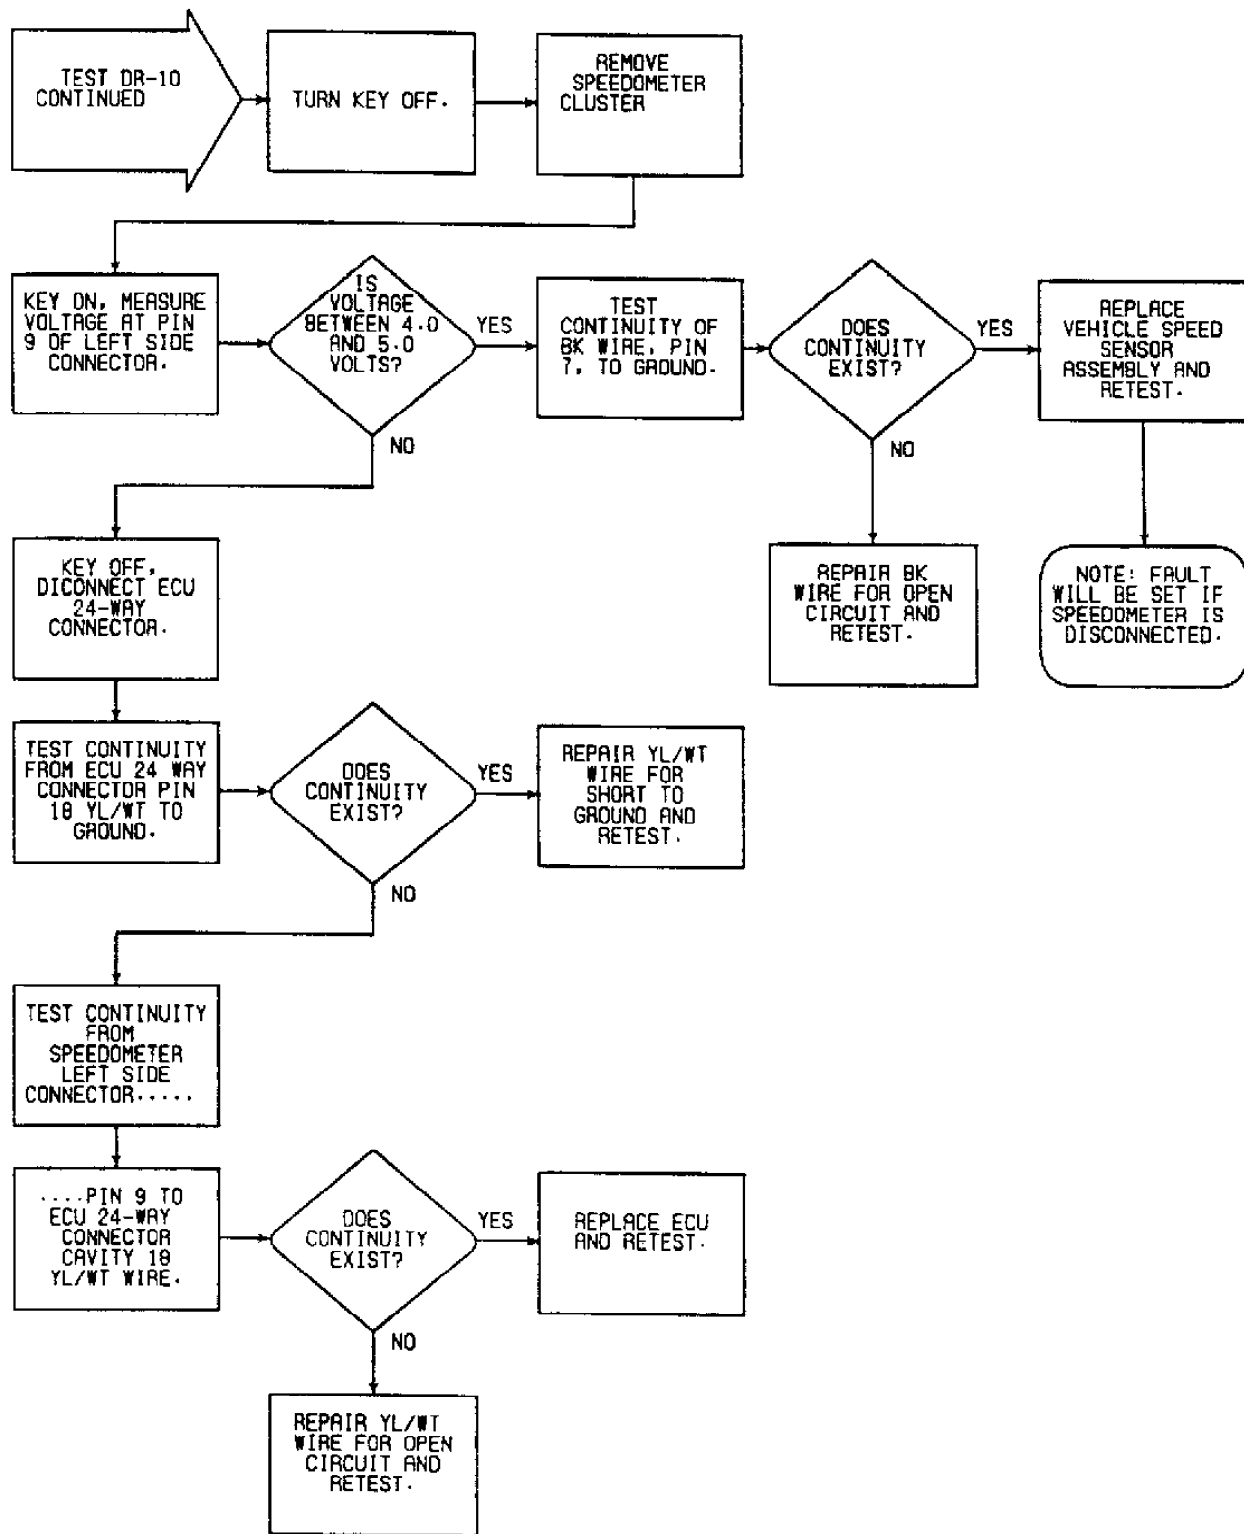 TEST DR-10
CONTINUED
TURN KEY OFF.
REMOVE
SPEEDOMETER
CLUSTER
KEY ON, MEASURE
VOLTAGE AT PIN
9 OF LEFT SIDE
CONNECTOR.
IS
VOLTAGE
BETWEEN 4.0
AND 5.0
VOLTS?
YES
NO
TEST
CONTINUITY OF
BK WIRE, PIN
7, TO GROUND.
DOES
CONTINUITY
EXIST?
YES
NO
REPLACE
VEHICLE SPEED
SENSOR
ASSEMBLY AND
RETEST.
KEY OFF,
DICONNECT ECU
24-WAY
CONNECTOR.
REPAIR BK
WIRE FOR OPEN
CIRCUIT AND
RETEST.
NOTE: FAULT
WILL BE SET IF
SPEEDOMETER IS
DISCONNECTED.
TEST CONTINUITY
FROM ECU 24 WAY
CONNECTOR PIN
18 YL/WT TO
GROUND.
DOES
CONTINUITY
EXIST?
YES
NO
REPAIR YL/WT
WIRE FOR
SHORT TO
GROUND AND
RETEST.
TEST CONTINUITY
FROM
SPEEDOMETER
LEFT SIDE
CONNECTOR.....
....PIN 9 TO
ECU 24-WAY
CONNECTOR
CAVITY 18
YL/WT WIRE.
DOES
CONTINUITY
EXIST?
YES
NO
REPLACE ECU
AND RETEST.
REPAIR YL/WT
WIRE FOR OPEN
CIRCUIT AND
RETEST.